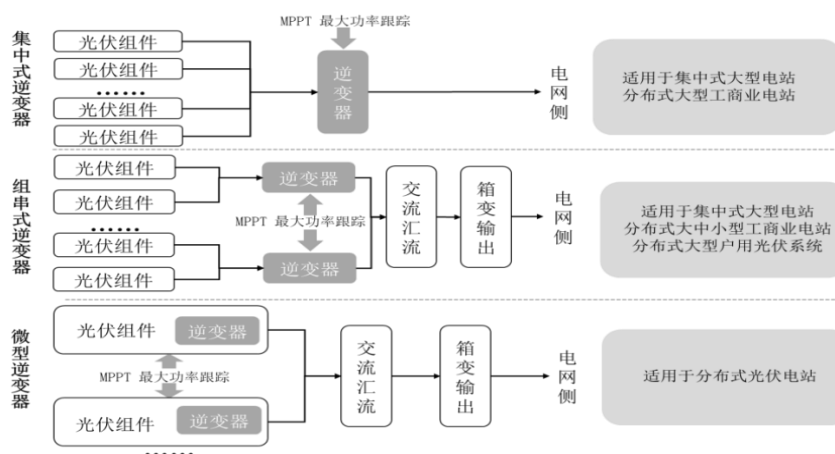 集中式逆变器
光伏组件
光伏组件
......
光伏组件
光伏组件
MPPT 最大功率跟踪
逆变器
电网侧
适用于集中式大型电站
分布式大型工商业电站
组串式逆变器
光伏组件
光伏组件
......
光伏组件
光伏组件
逆变器
MPPT 最大功率跟踪
逆变器
交流汇流
箱变输出
电网侧
适用于集中式大型电站
分布式大中小型工商业电站
分布式大型户用光伏系统
微型逆变器
光伏组件
逆变器
MPPT 最大功率跟踪
光伏组件
逆变器
......
交流汇流
箱变输出
电网侧
适用于分布式光伏电站